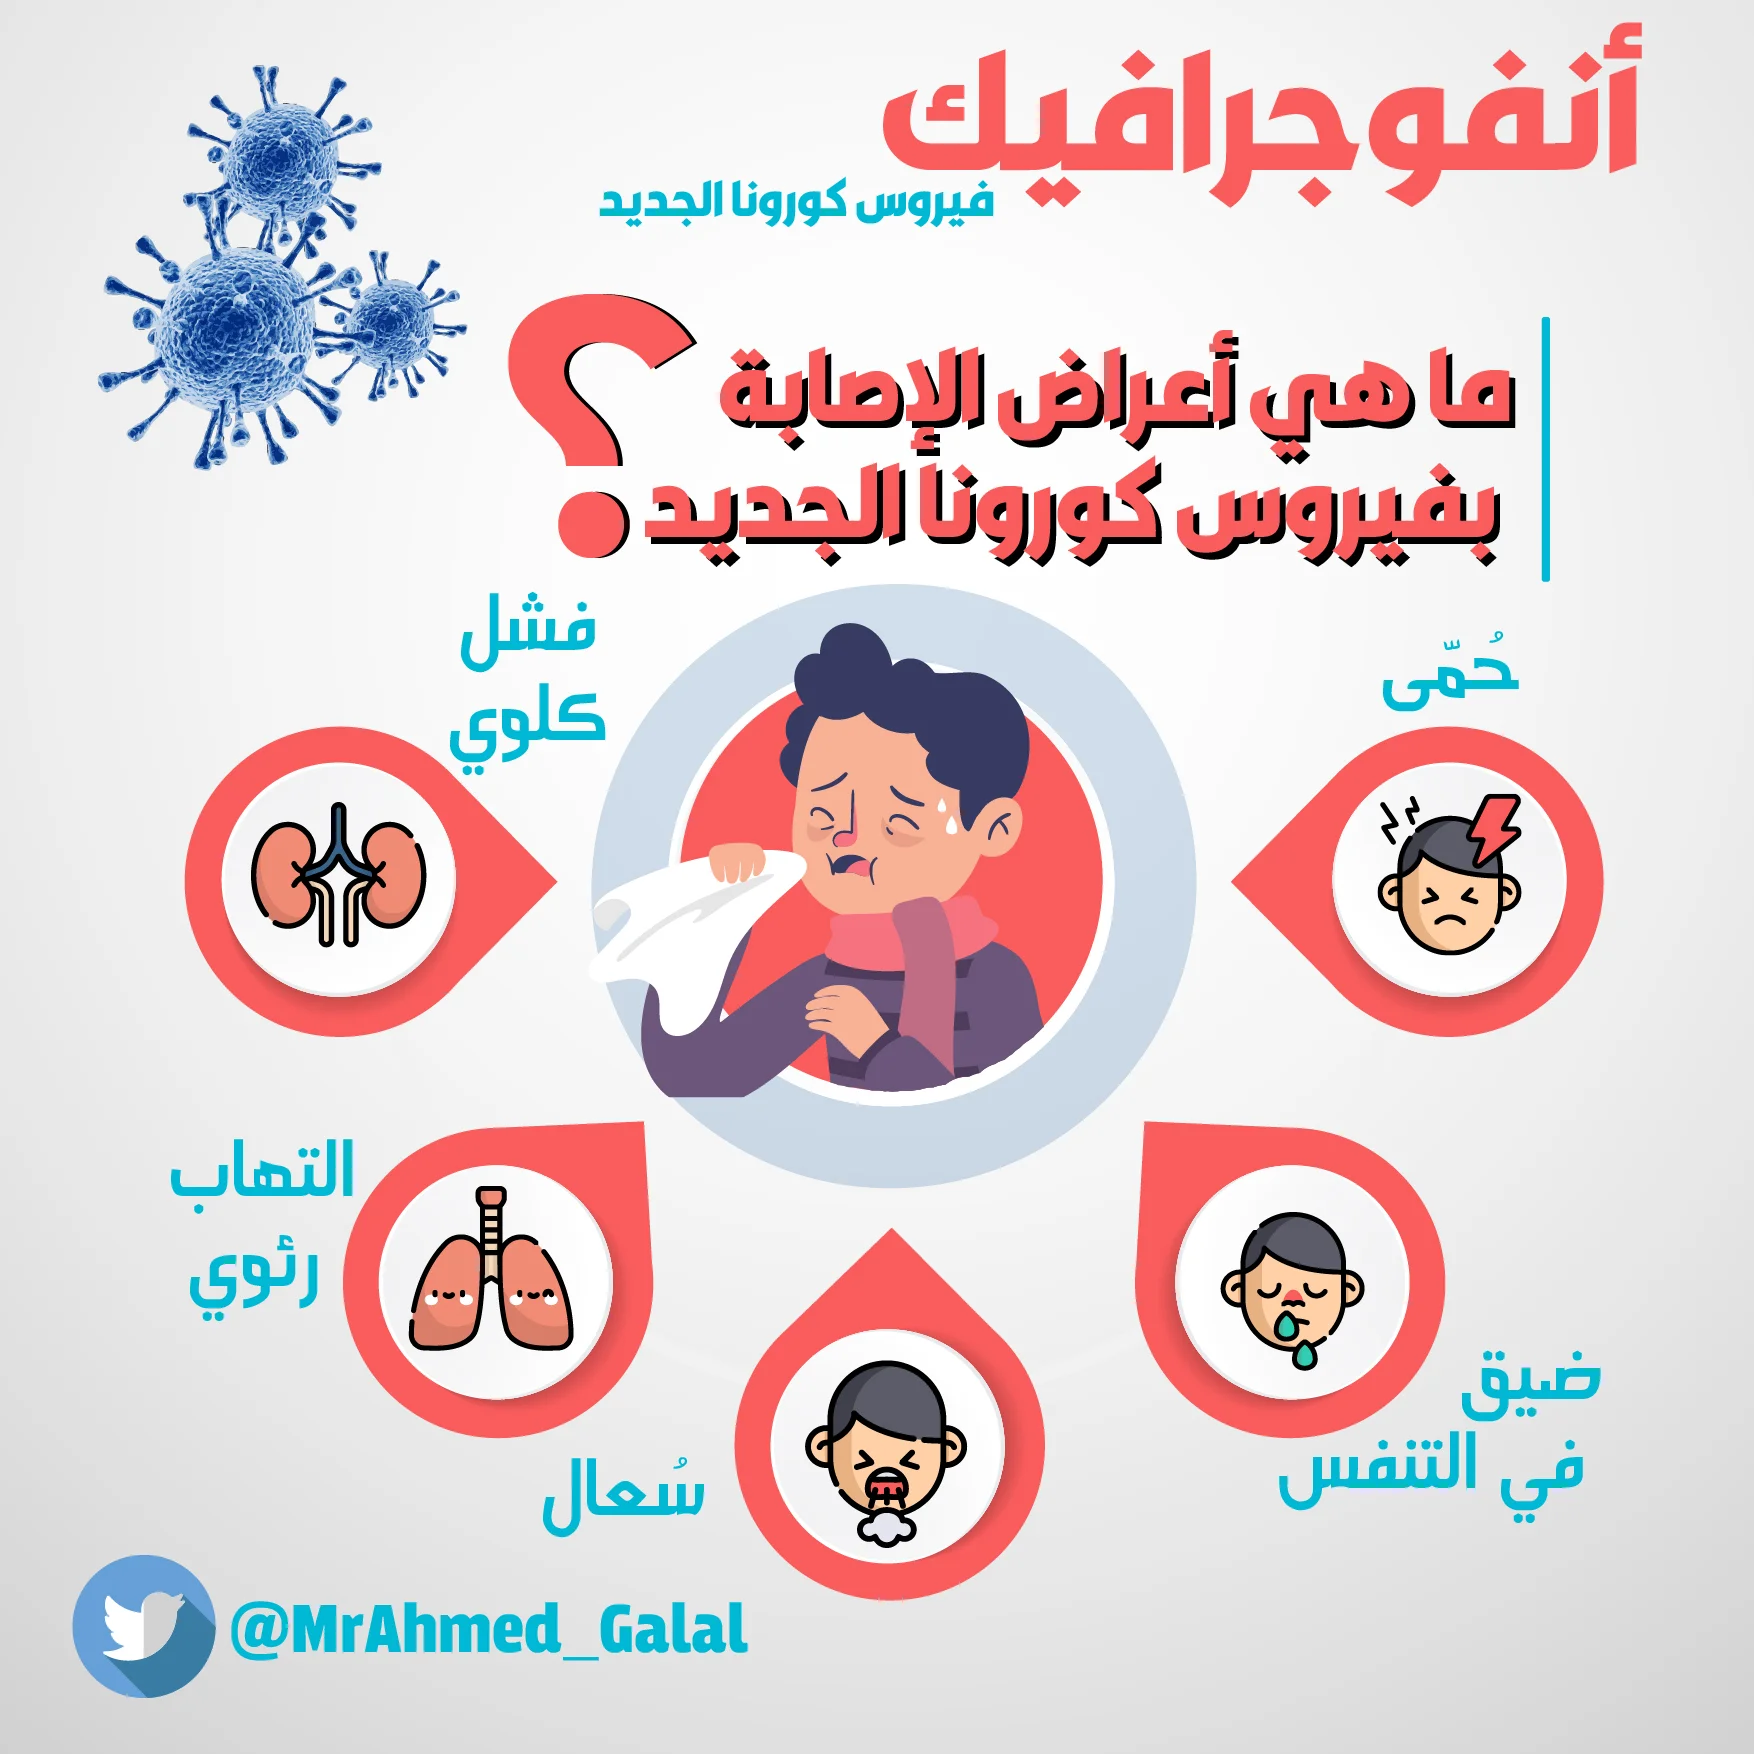 أنفوجرافيك
فيروس كورونا الجديد
ما هي أعراض الإصابة
بفيروس كورونا الجديد؟
حُمّى
ضيق
في التنفس
سُعال
التهاب
رئوي
فشل
كلوي
@MrAhmed_Galal